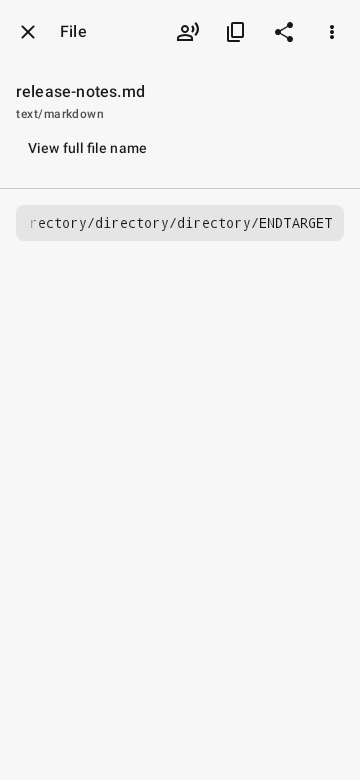 File
release-notes.md
text/markdown
View full file name
rectory/directory/directory/ENDTARGET